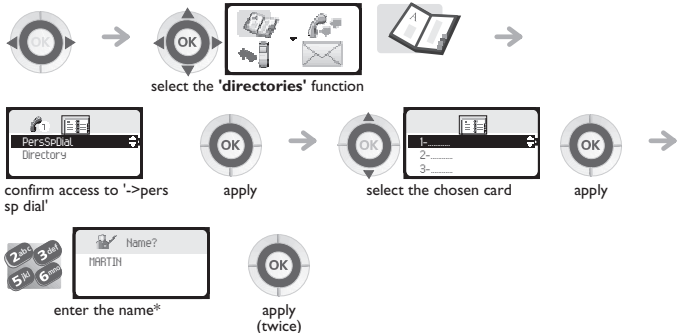 OK OK A
select the 'directories' function
1
PersSpDial
Directory
OK OK
1-.........
2-.........
3-.........
OK
confirm access to '->pers
sp dial'
apply
select the chosen card
apply
2abc 3def
5jkl 6mno
Name?
MARTIN
OK
enter the name*
apply
(twice)